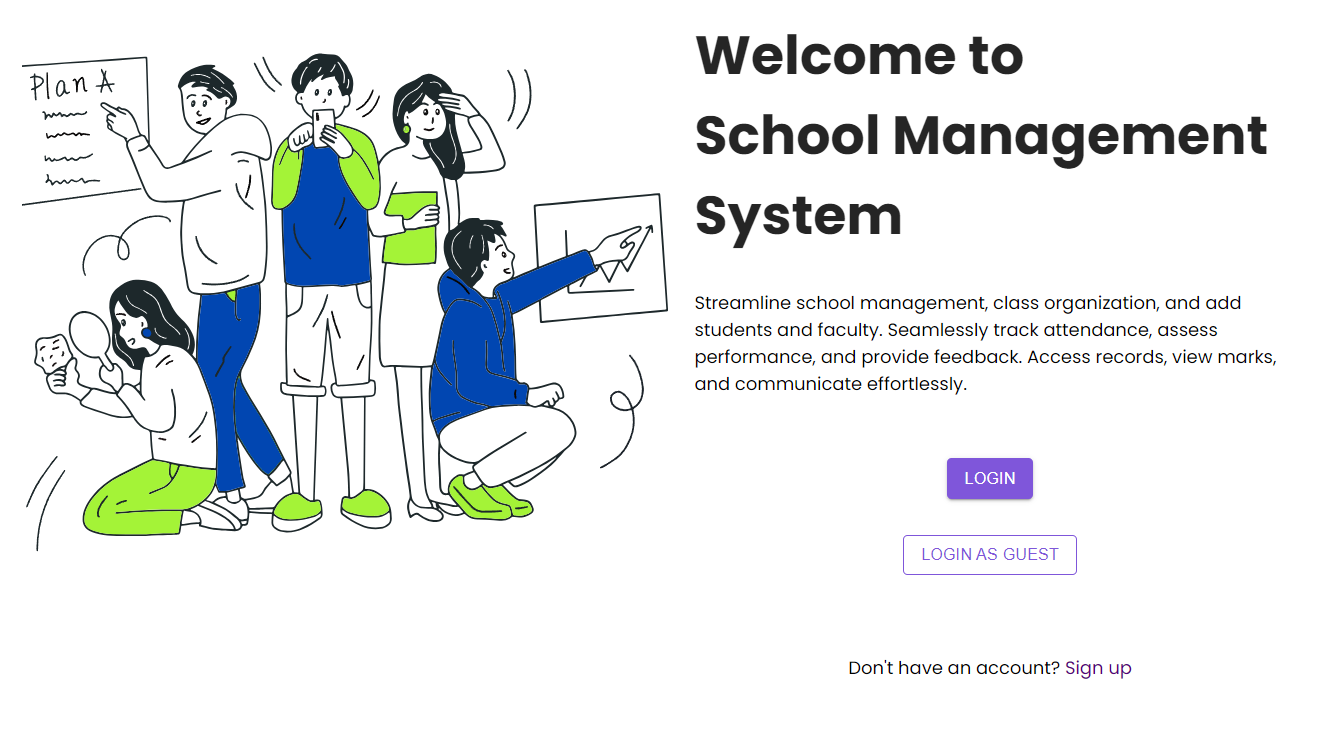 Plan A
Welcome to
School Management
System
Streamline school management, class organization, and add
students and faculty. Seamlessly track attendance, assess
performance, and provide feedback. Access records, view marks,
and communicate effortlessly.
LOGIN
LOGIN AS GUEST
Don't have an account? Sign up